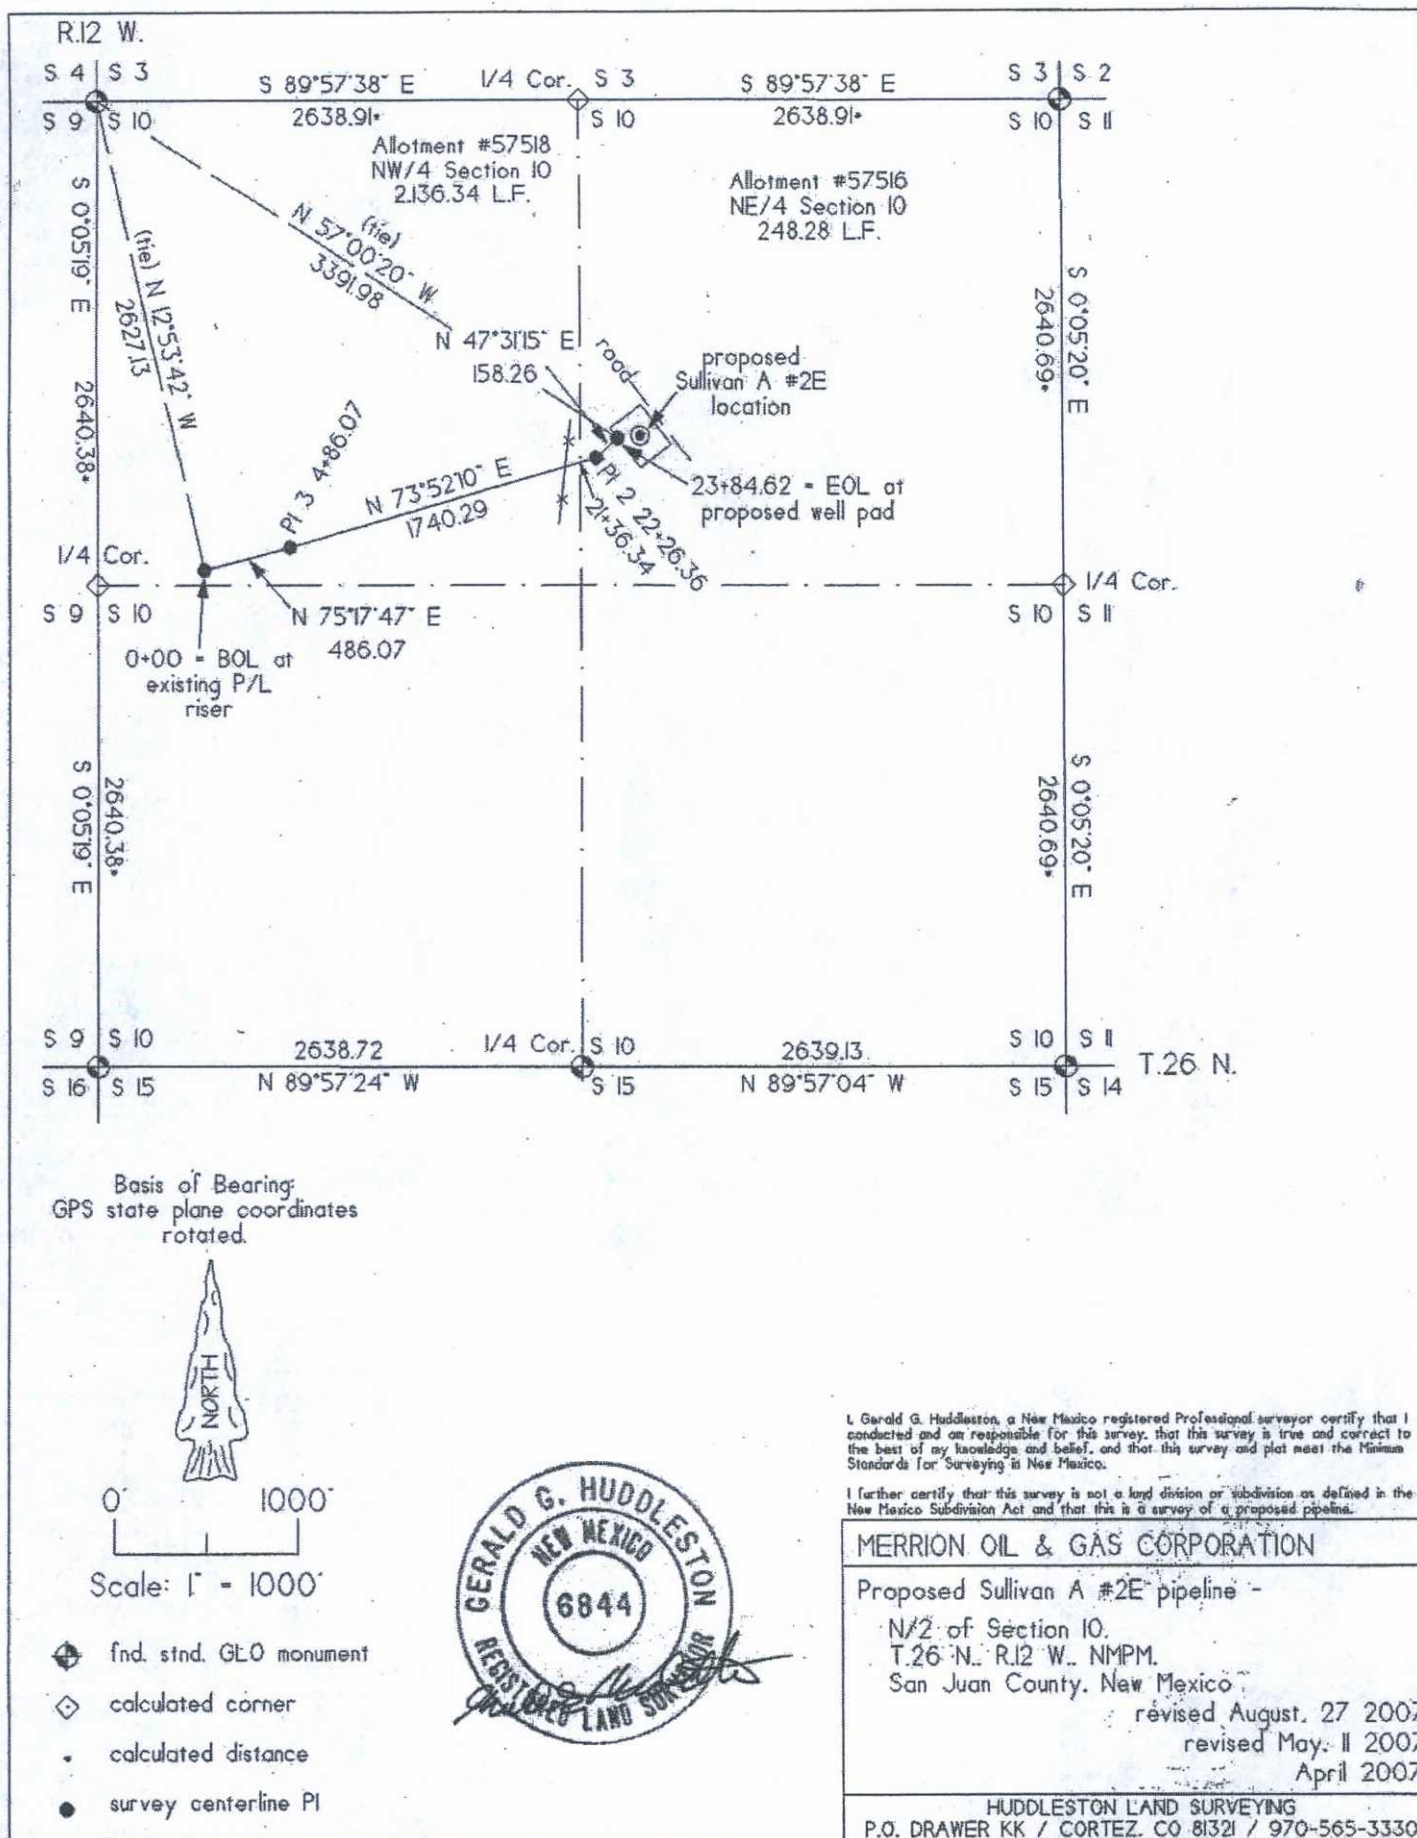 R.12 W.
S 4 S 3
S 89°57'38" E
1/4 Cor. S 3
S 89°57'38" E
S 3 S 2
S 9 S 10
2638.91*
S 10
2638.91*
S 10 S 11
Allotment #57518
NW/4 Section 10
2,136.34 L.F.
Allotment #57516
NE/4 Section 10
248.28 L.F.
S 0°05'19" E
2640.38*
(tie) N 12°53'42" W
2627.13
(tie)
N 57°00'20" W
3391.98
S 0°05'20" E
2640.69*
N 47°31'15" E
158.26
road
proposed
Sullivan A #2E
location
PI 3 4+86.07
N 73°52'10" E
1740.29
PI 2 22+26.36
21+36.34
23+84.62 = EOL at
proposed well pad
1/4 Cor.
1/4 Cor.
S 9 S 10
S 10 S 11
N 75°17'47" E
486.07
0+00 = BOL at
existing P/L
riser
S 0°05'19" E
2640.38*
S 0°05'20" E
2640.69*
S 9 S 10
2638.72
1/4 Cor. S 10
2639.13
S 10 S 11
T.26 N.
S 16 S 15
N 89°57'24" W
S 15
N 89°57'04" W
S 15 S 14
Basis of Bearing:
GPS state plane coordinates
rotated.
NORTH
0' 1000'
Scale: 1" = 1000'
fnd. stnd. GLO monument
calculated corner
• calculated distance
survey centerline PI
GERALD G. HUDDLESTON
NEW MEXICO
6844
REGISTERED LAND SURVEYOR
I, Gerald G. Huddleston, a New Mexico registered Professional surveyor certify that I
conducted and am responsible for this survey, that this survey is true and correct to
the best of my knowledge and belief, and that this survey and plat meet the Minimum
Standards for Surveying in New Mexico.
I further certify that this survey is not a land division or subdivision as defined in the
New Mexico Subdivision Act and that this is a survey of a proposed pipeline.
MERRION OIL & GAS CORPORATION
Proposed Sullivan A #2E pipeline -
N/2 of Section 10,
T.26 N., R.12 W., NMPM,
San Juan County, New Mexico
revised August, 27 2007
revised May, 11 2007
April 2007
HUDDLESTON LAND SURVEYING
P.O. DRAWER KK / CORTEZ, CO 81321 / 970-565-3330